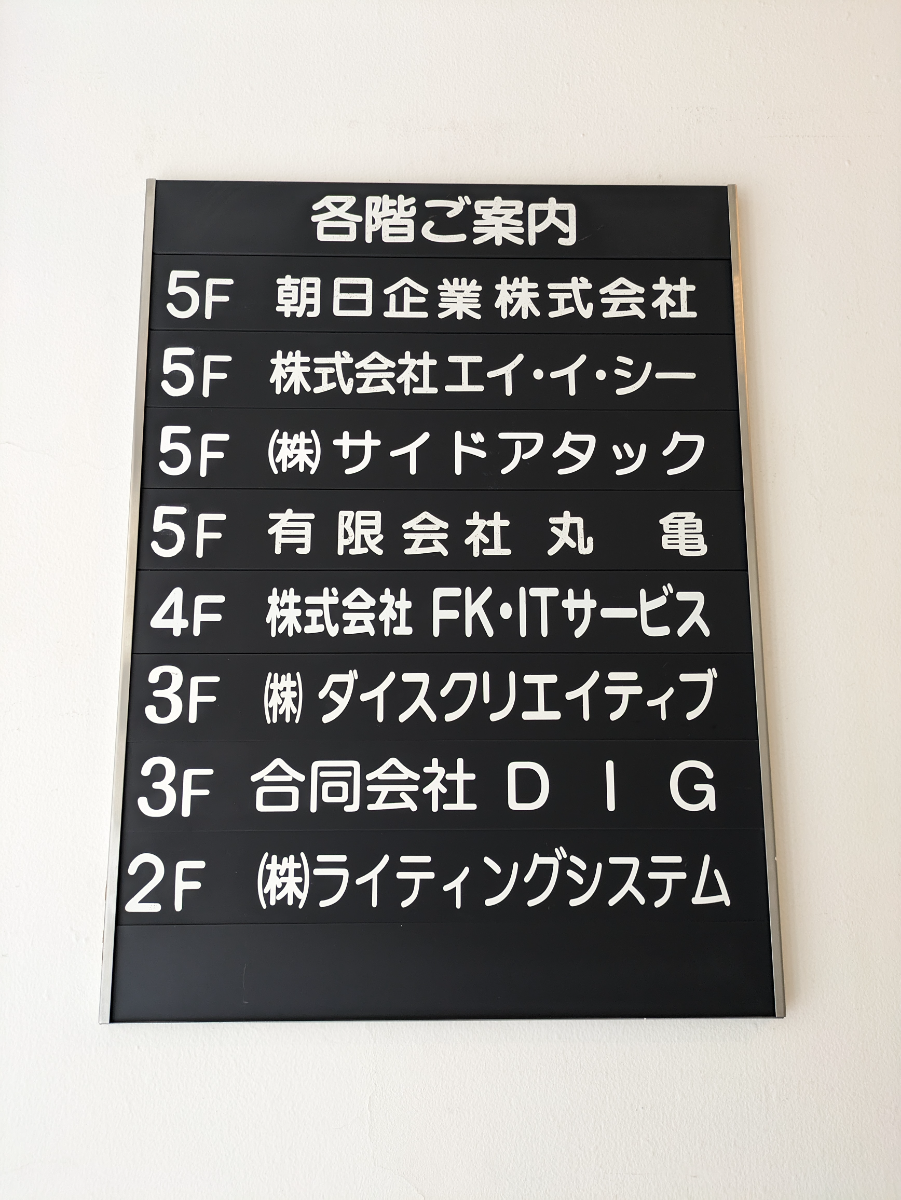 各階ご案内
5F 朝日企業株式会社
5F 株式会社エイ・イ・シー
5F ㈱サイドアタック
5F 有限会社 丸 亀
4F 株式会社 FK・ITサービス
3F ㈱ダイスクリエイティブ
3F 合同会社 D I G
2F ㈱ライティングシステム